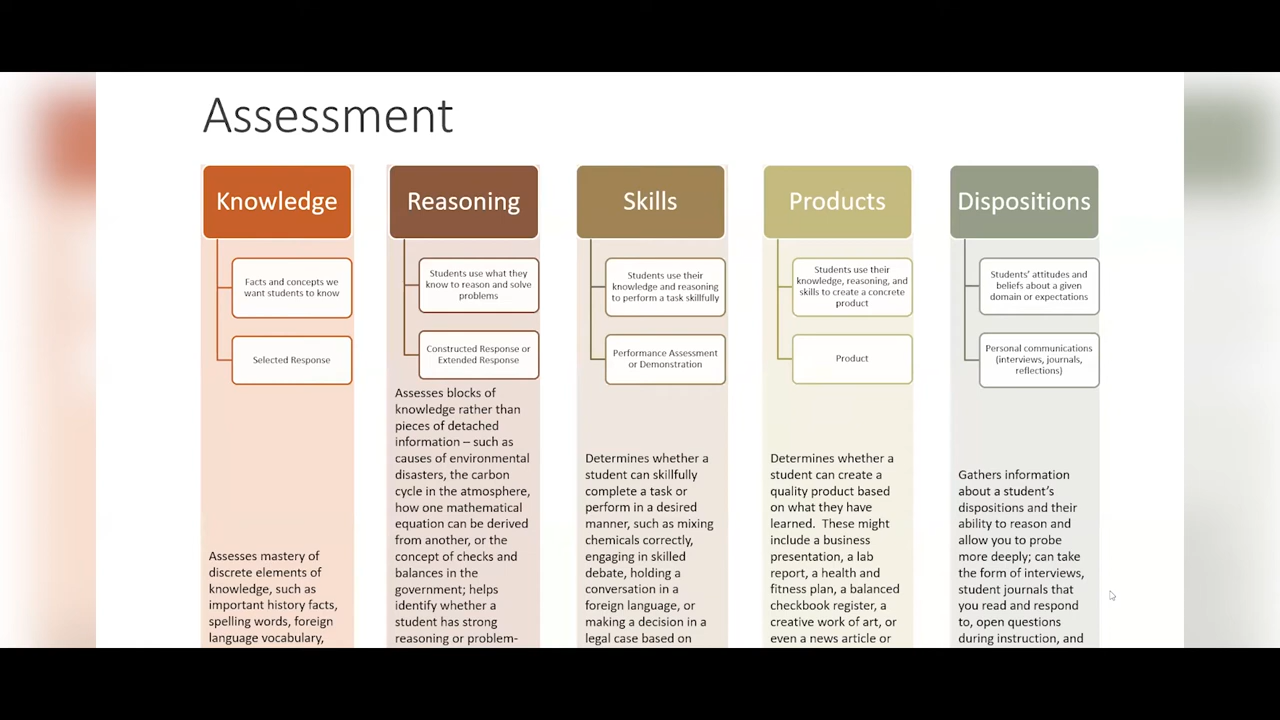 Assessment
Knowledge
Facts and concepts we
want students to know
Selected Response
Assesses mastery of
discrete elements of
knowledge, such as
important history facts,
spelling words, foreign
language vocabulary,
Reasoning
Students use what they
know to reason and solve
problems
Constructed Response or
Extended Response
Assesses blocks of
knowledge rather than
pieces of detached
information – such as
causes of environmental
disasters, the carbon
cycle in the atmosphere,
how one mathematical
equation can be derived
from another, or the
concept of checks and
balances in the
government; helps
identify whether a
student has strong
reasoning or problem-
Skills
Students use their
knowledge and reasoning
to perform a task skillfully
Performance Assessment
or Demonstration
Determines whether a
student can skillfully
complete a task or
perform in a desired
manner, such as mixing
chemicals correctly,
engaging in skilled
debate, holding a
conversation in a
foreign language, or
making a decision in a
legal case based on
Products
Students use their
knowledge, reasoning, and
skills to create a concrete
product
Product
Determines whether a
student can create a
quality product based
on what they have
learned. These might
include a business
presentation, a lab
report, a health and
fitness plan, a balanced
checkbook register, a
creative work of art, or
even a news article or
Dispositions
Students' attitudes and
beliefs about a given
domain or expectations
Personal communications
(interviews, journals,
reflections)
Gathers information
about a student's
dispositions and their
ability to reason and
allow you to probe
more deeply; can take
the form of interviews,
student journals that
you read and respond
to, open questions
during instruction, and